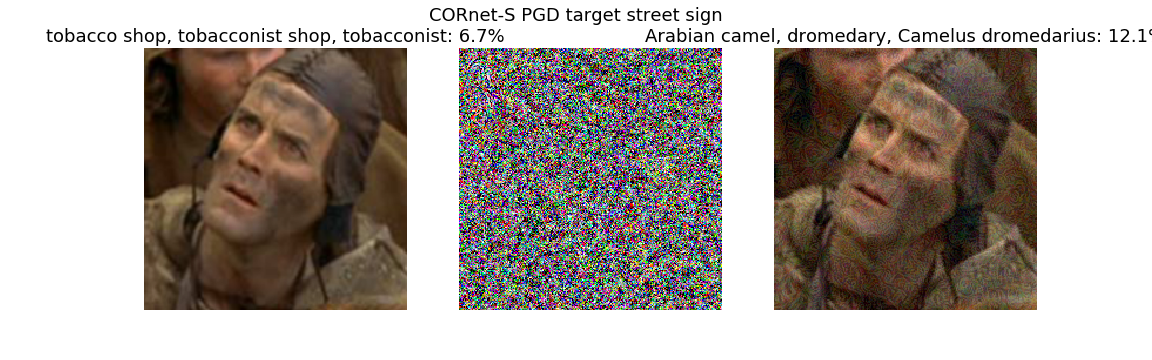 CORnet-S PGD target street sign
tobacco shop, tobacconist shop, tobacconist: 6.7%
Arabian camel, dromedary, Camelus dromedarius: 12.1%